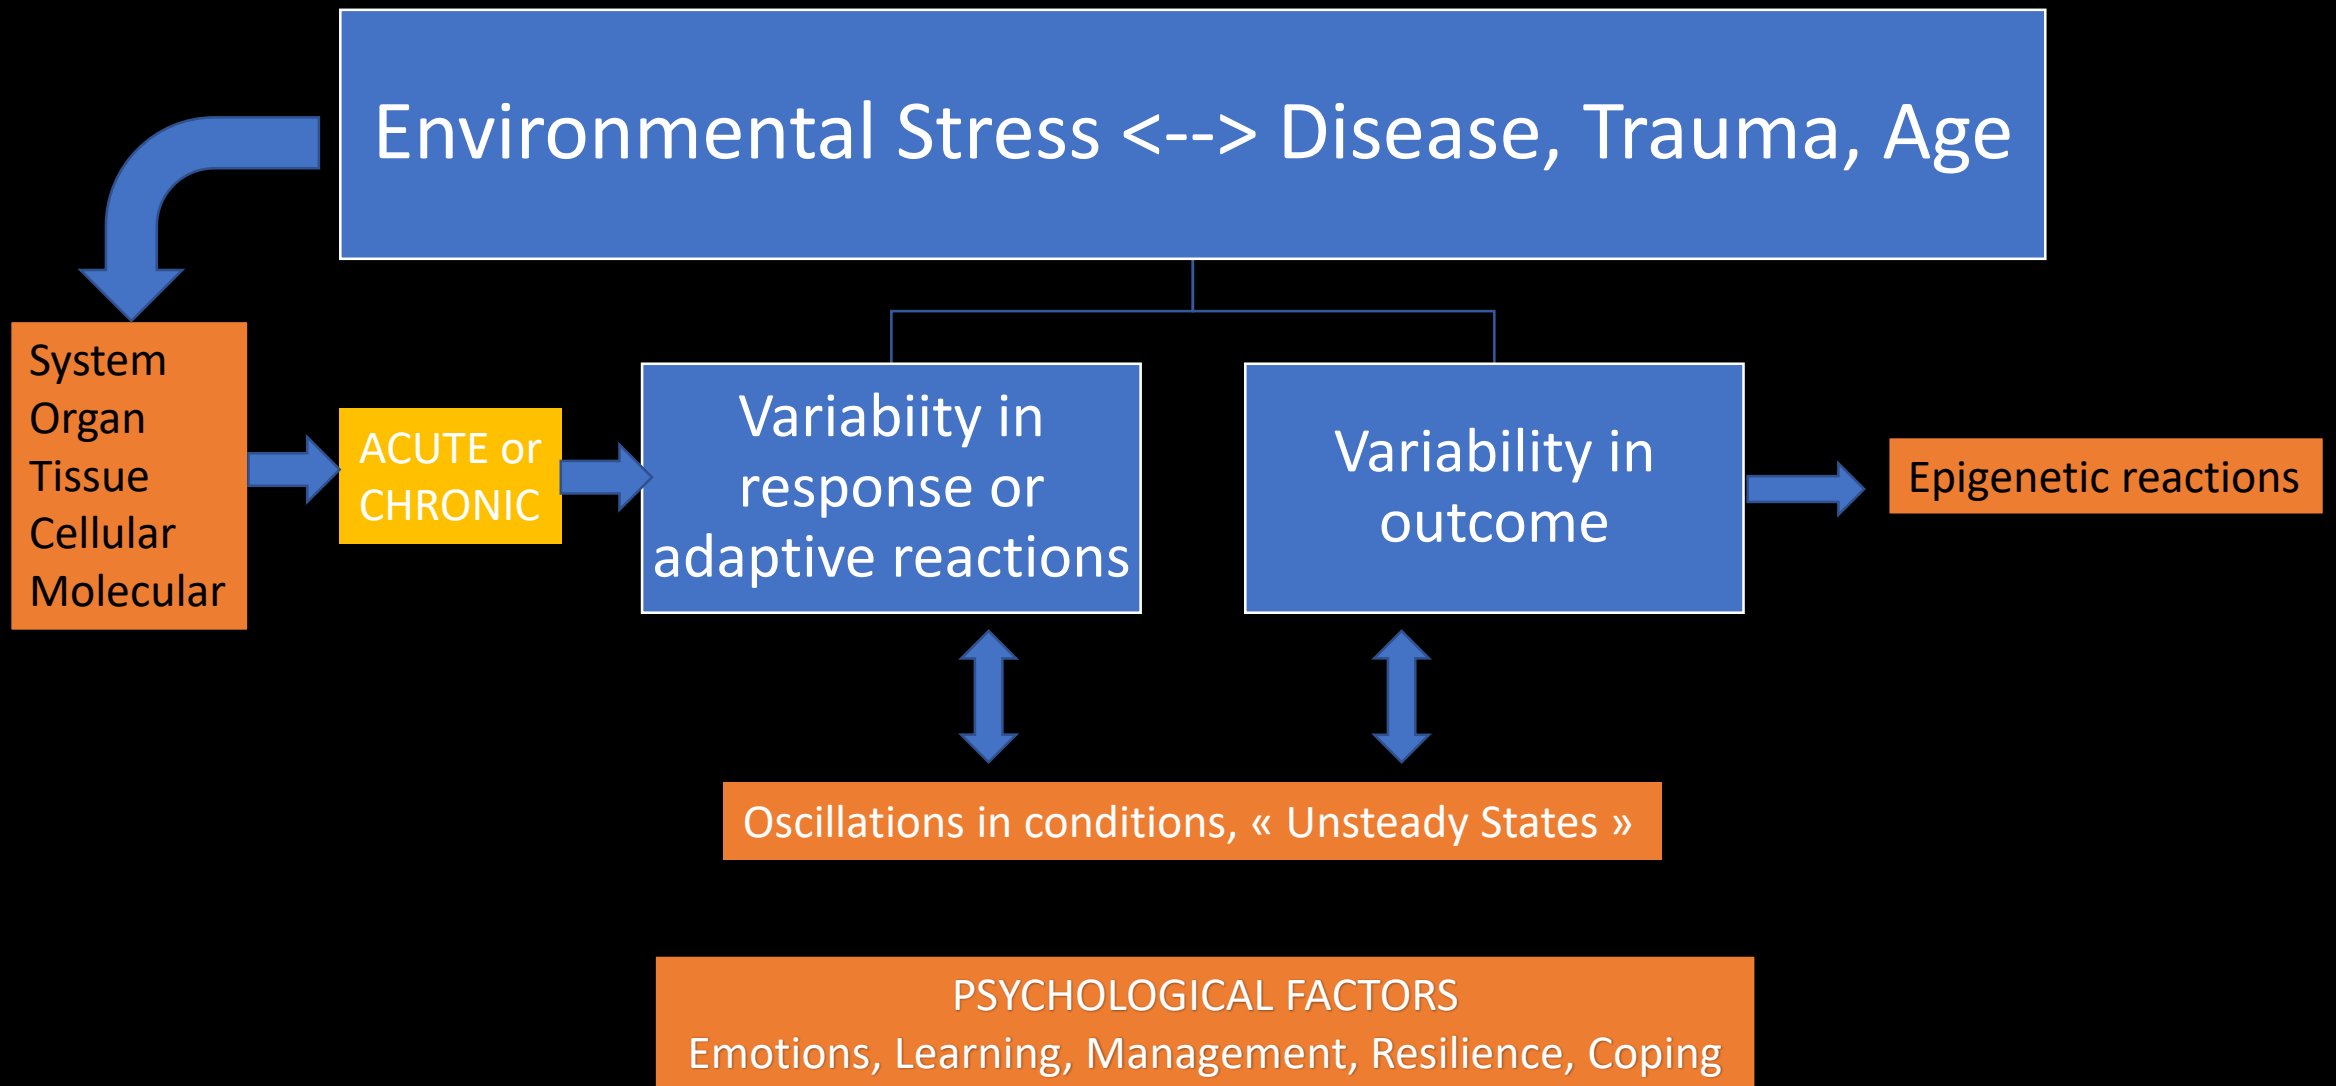 Environmental Stress <--> Disease, Trauma, Age
System
Organ
Tissue
Cellular
Molecular
ACUTE or
CHRONIC
Variabiity in
response or
adaptive reactions
Variability in
outcome
Epigenetic reactions
Oscillations in conditions, « Unsteady States »
PSYCHOLOGICAL FACTORS
Emotions, Learning, Management, Resilience, Coping